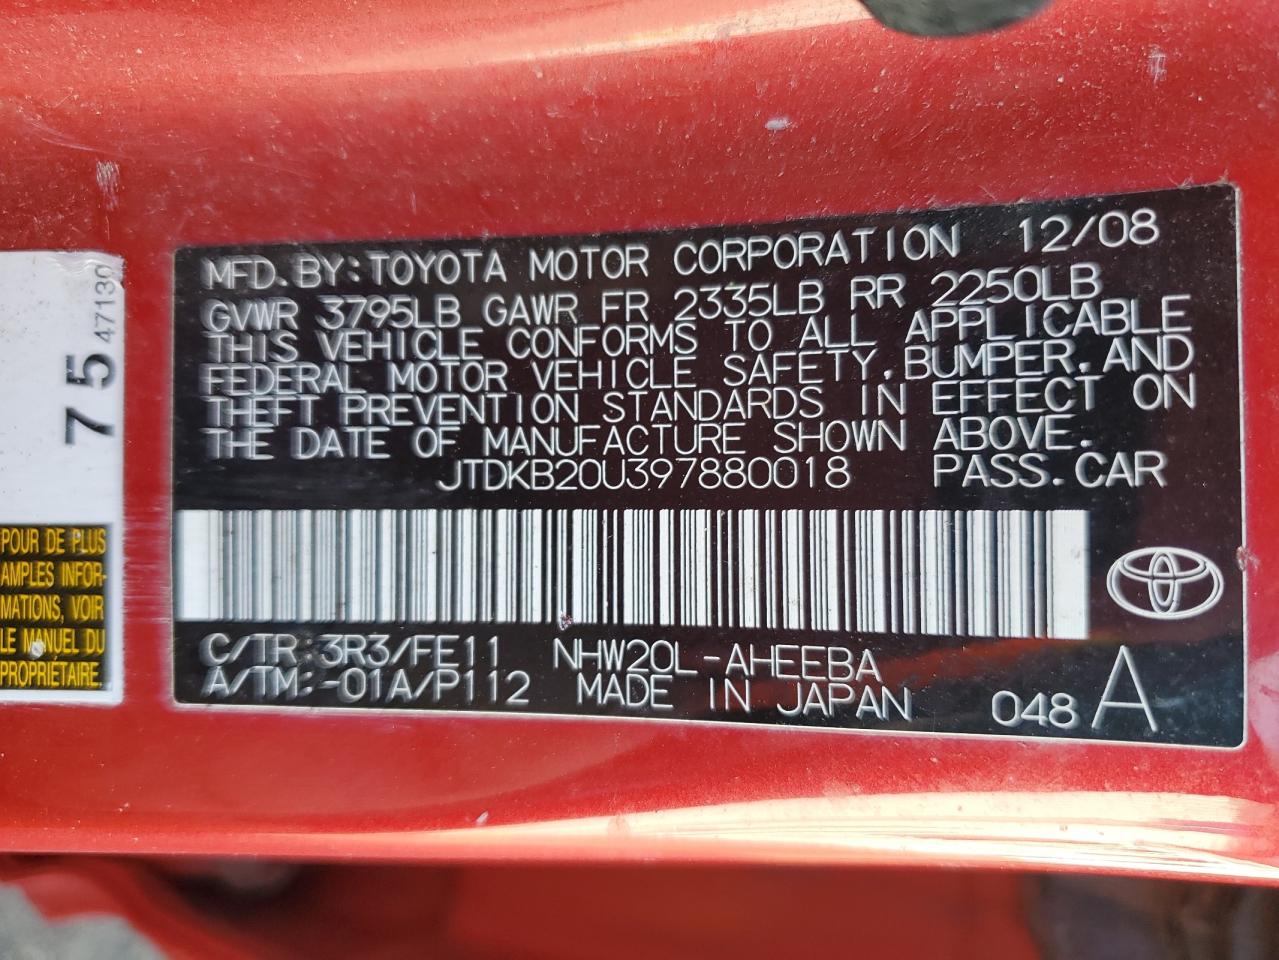 MFD.BY:TOYOTA MOTOR CORPORATION 12/08
GVWR 3795LB GAWR FR 2335LB RR 2250LB
THIS VEHICLE CONFORMS TO ALL APPLICABLE
FEDERAL MOTOR VEHICLE SAFETY,BUMPER,AND
THEFT PREVENTION STANDARDS IN EFFECT ON
THE DATE OF MANUFACTURE SHOWN ABOVE.
JTDKB20U397880018 PASS.CAR
C/TR:3R3/FE11 NHW20L-AHEEBA
A/TM:-01A/P112 MADE IN JAPAN 048 A
75
47130
POUR DE PLUS
AMPLES INFOR-
MATIONS, VOIR
LE MANUEL DU
PROPRIÉTAIRE.